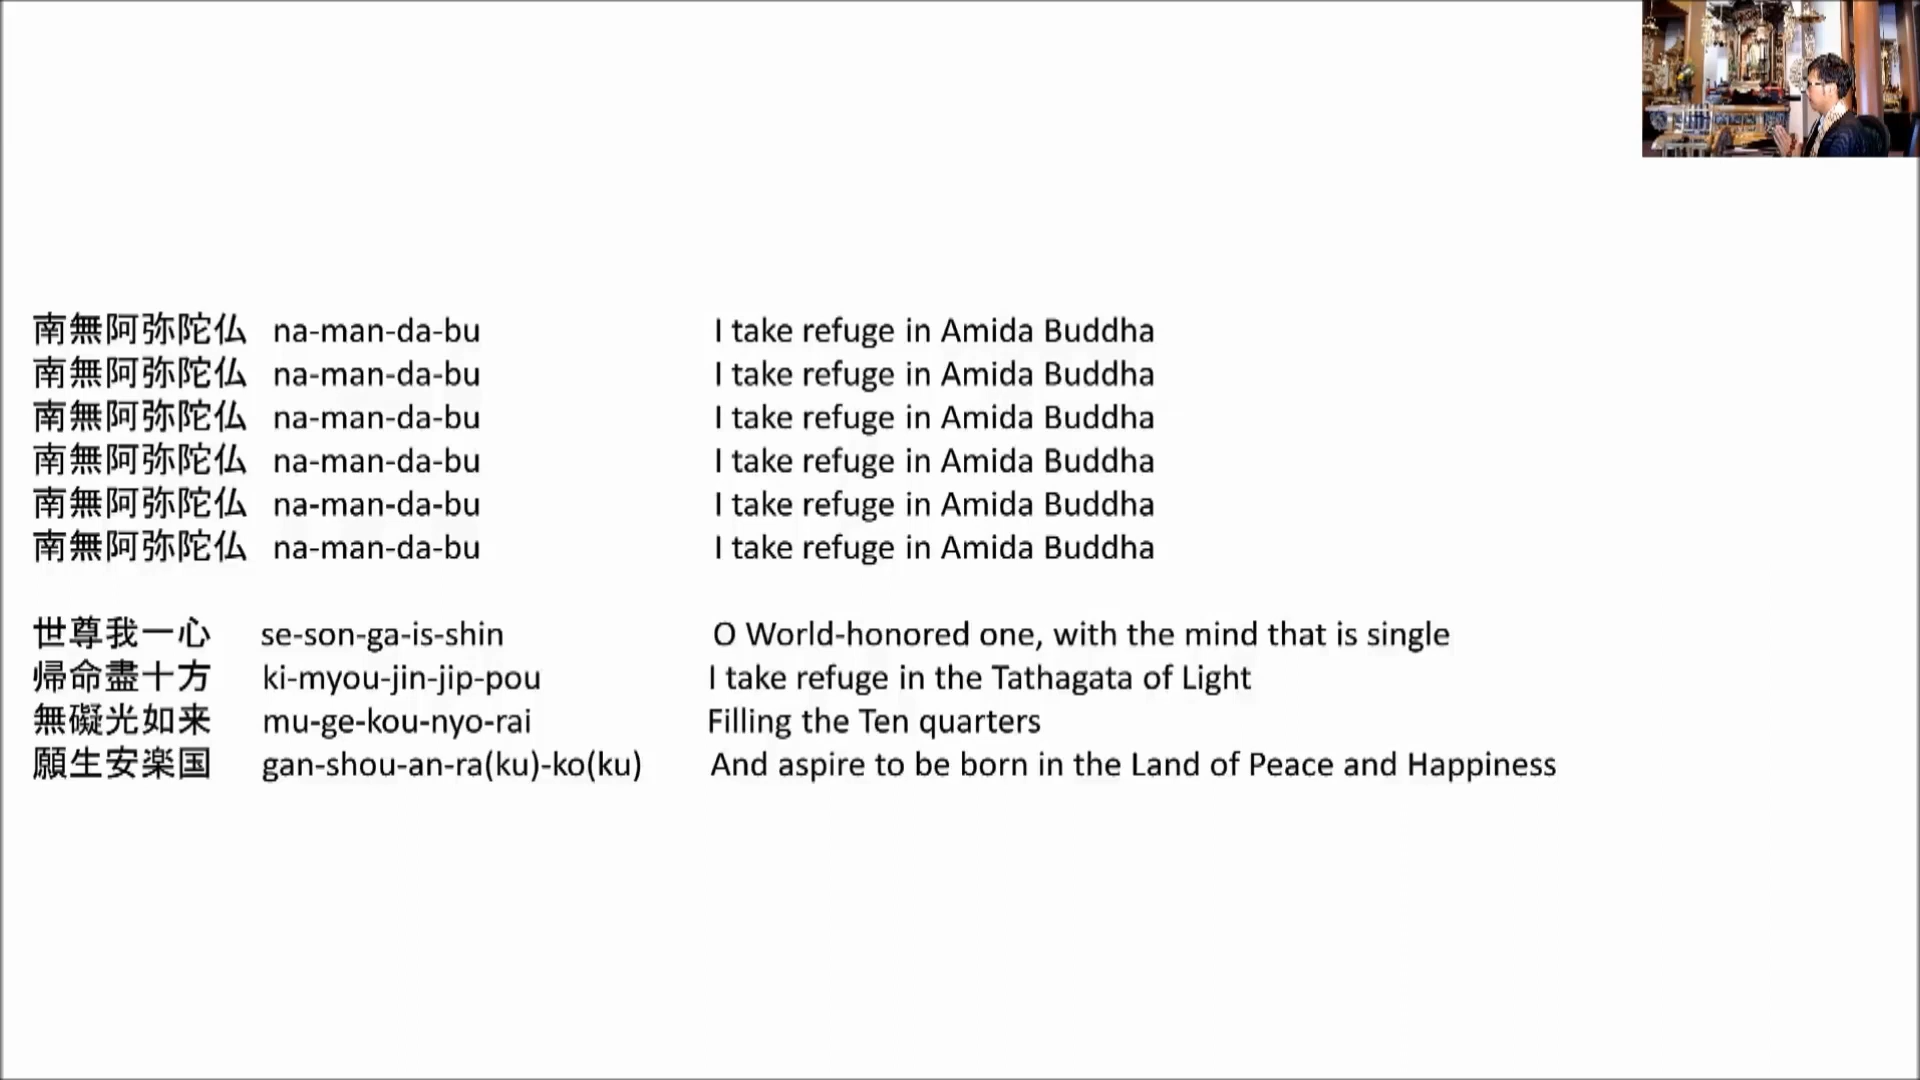 南無阿弥陀仏 na-man-da-bu I take refuge in Amida Buddha
南無阿弥陀仏 na-man-da-bu I take refuge in Amida Buddha
南無阿弥陀仏 na-man-da-bu I take refuge in Amida Buddha
南無阿弥陀仏 na-man-da-bu I take refuge in Amida Buddha
南無阿弥陀仏 na-man-da-bu I take refuge in Amida Buddha
南無阿弥陀仏 na-man-da-bu I take refuge in Amida Buddha
世尊我一心 se-son-ga-is-shin O World-honored one, with the mind that is single
帰命盡十方 ki-myou-jin-jip-pou I take refuge in the Tathagata of Light
無礙光如来 mu-ge-kou-nyo-rai Filling the Ten quarters
願生安楽国 gan-shou-an-ra(ku)-ko(ku) And aspire to be born in the Land of Peace and Happiness